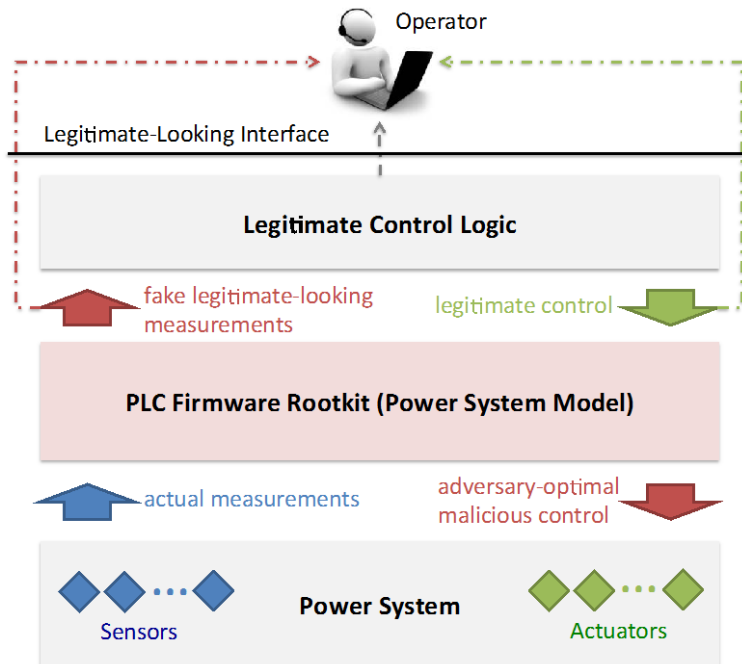 Operator
Legitimate-Looking Interface
Legitimate Control Logic
fake legitimate-looking
measurements
legitimate control
PLC Firmware Rootkit (Power System Model)
actual measurements
adversary-optimal
malicious control
Power System
Sensors
Actuators